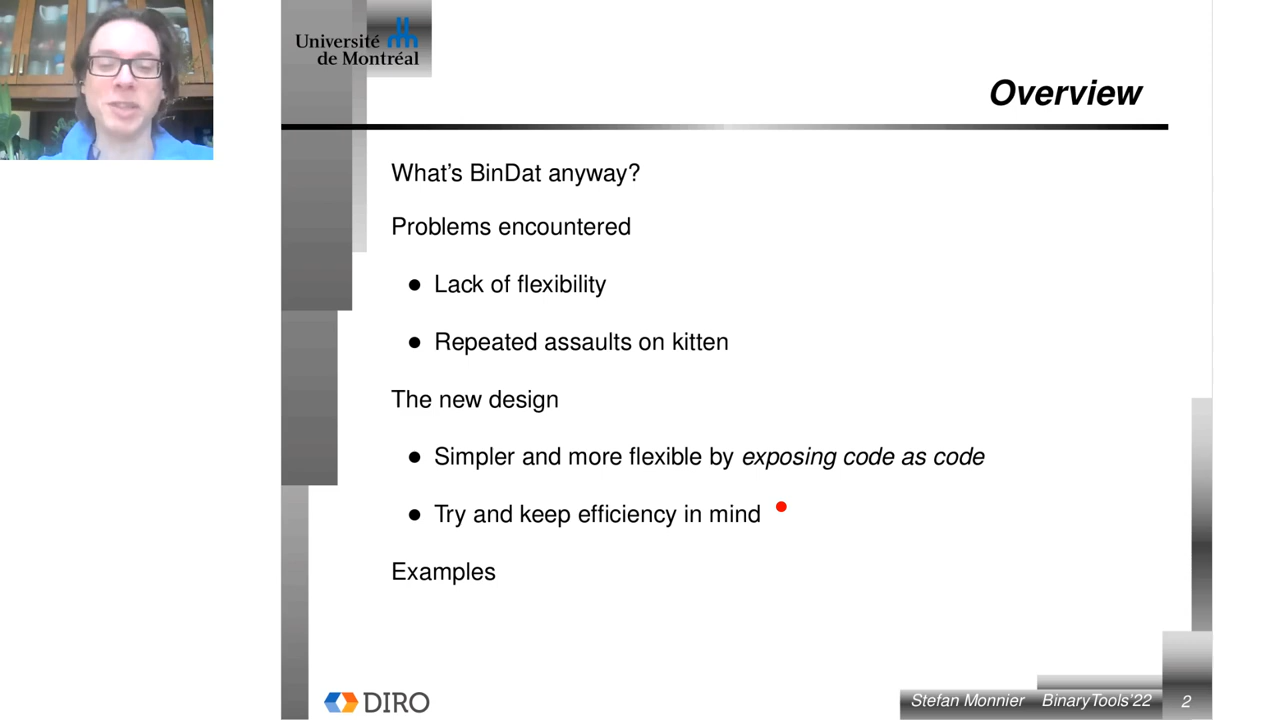 Université
de Montréal
Overview
What's BinDat anyway?
Problems encountered
● Lack of flexibility
● Repeated assaults on kitten
The new design
● Simpler and more flexible by exposing code as code
● Try and keep efficiency in mind
Examples
DIRO
Stefan Monnier BinaryTools'22 2